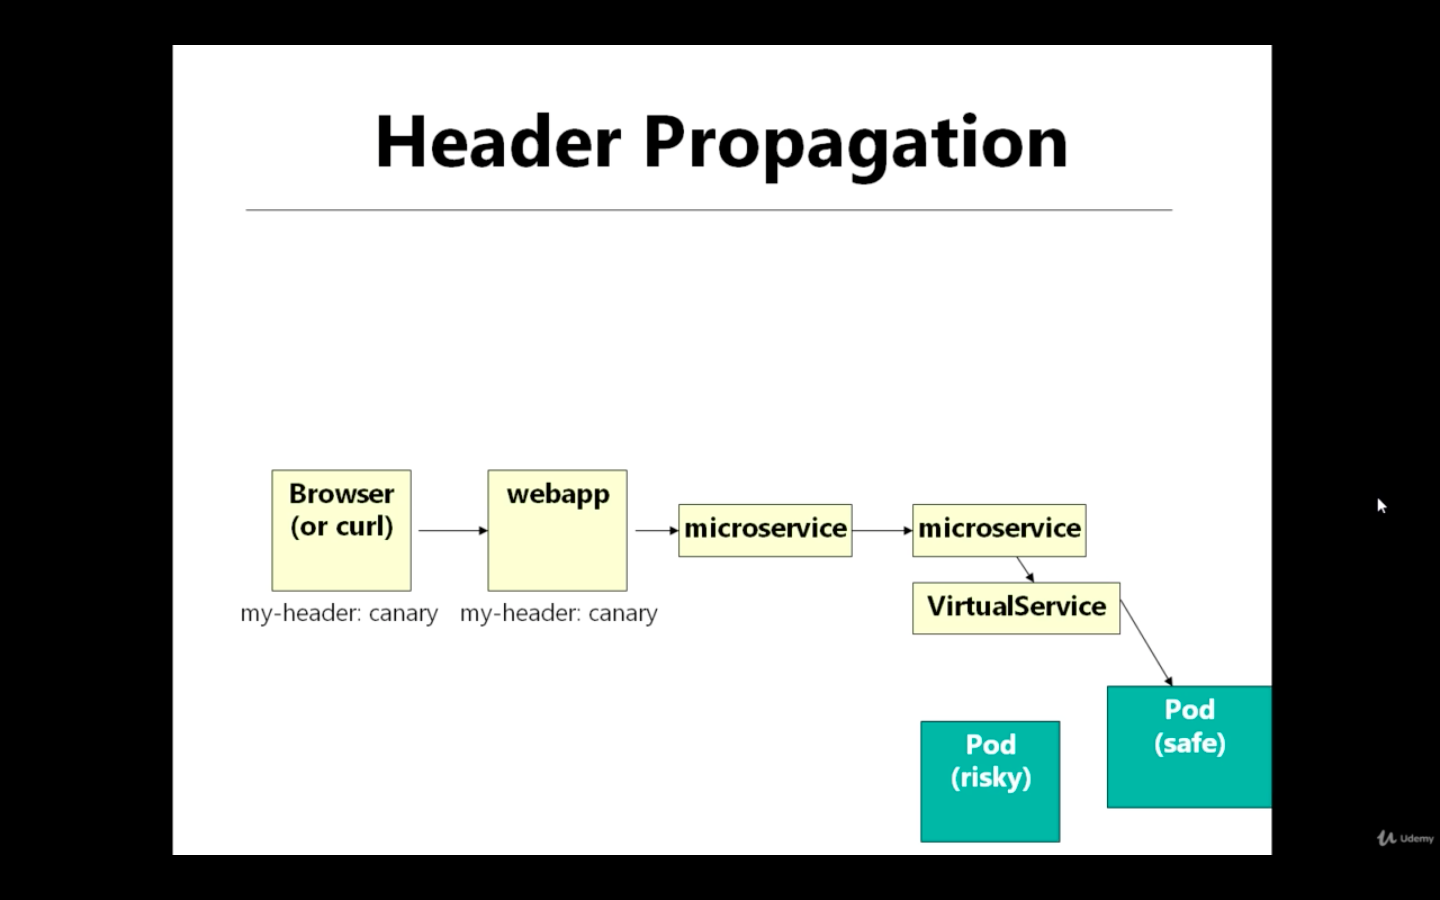 Header Propagation
Browser
(or curl)
webapp
microservice
microservice
my-header: canary
my-header: canary
VirtualService
Pod
(safe)
Pod
(risky)
Udemy